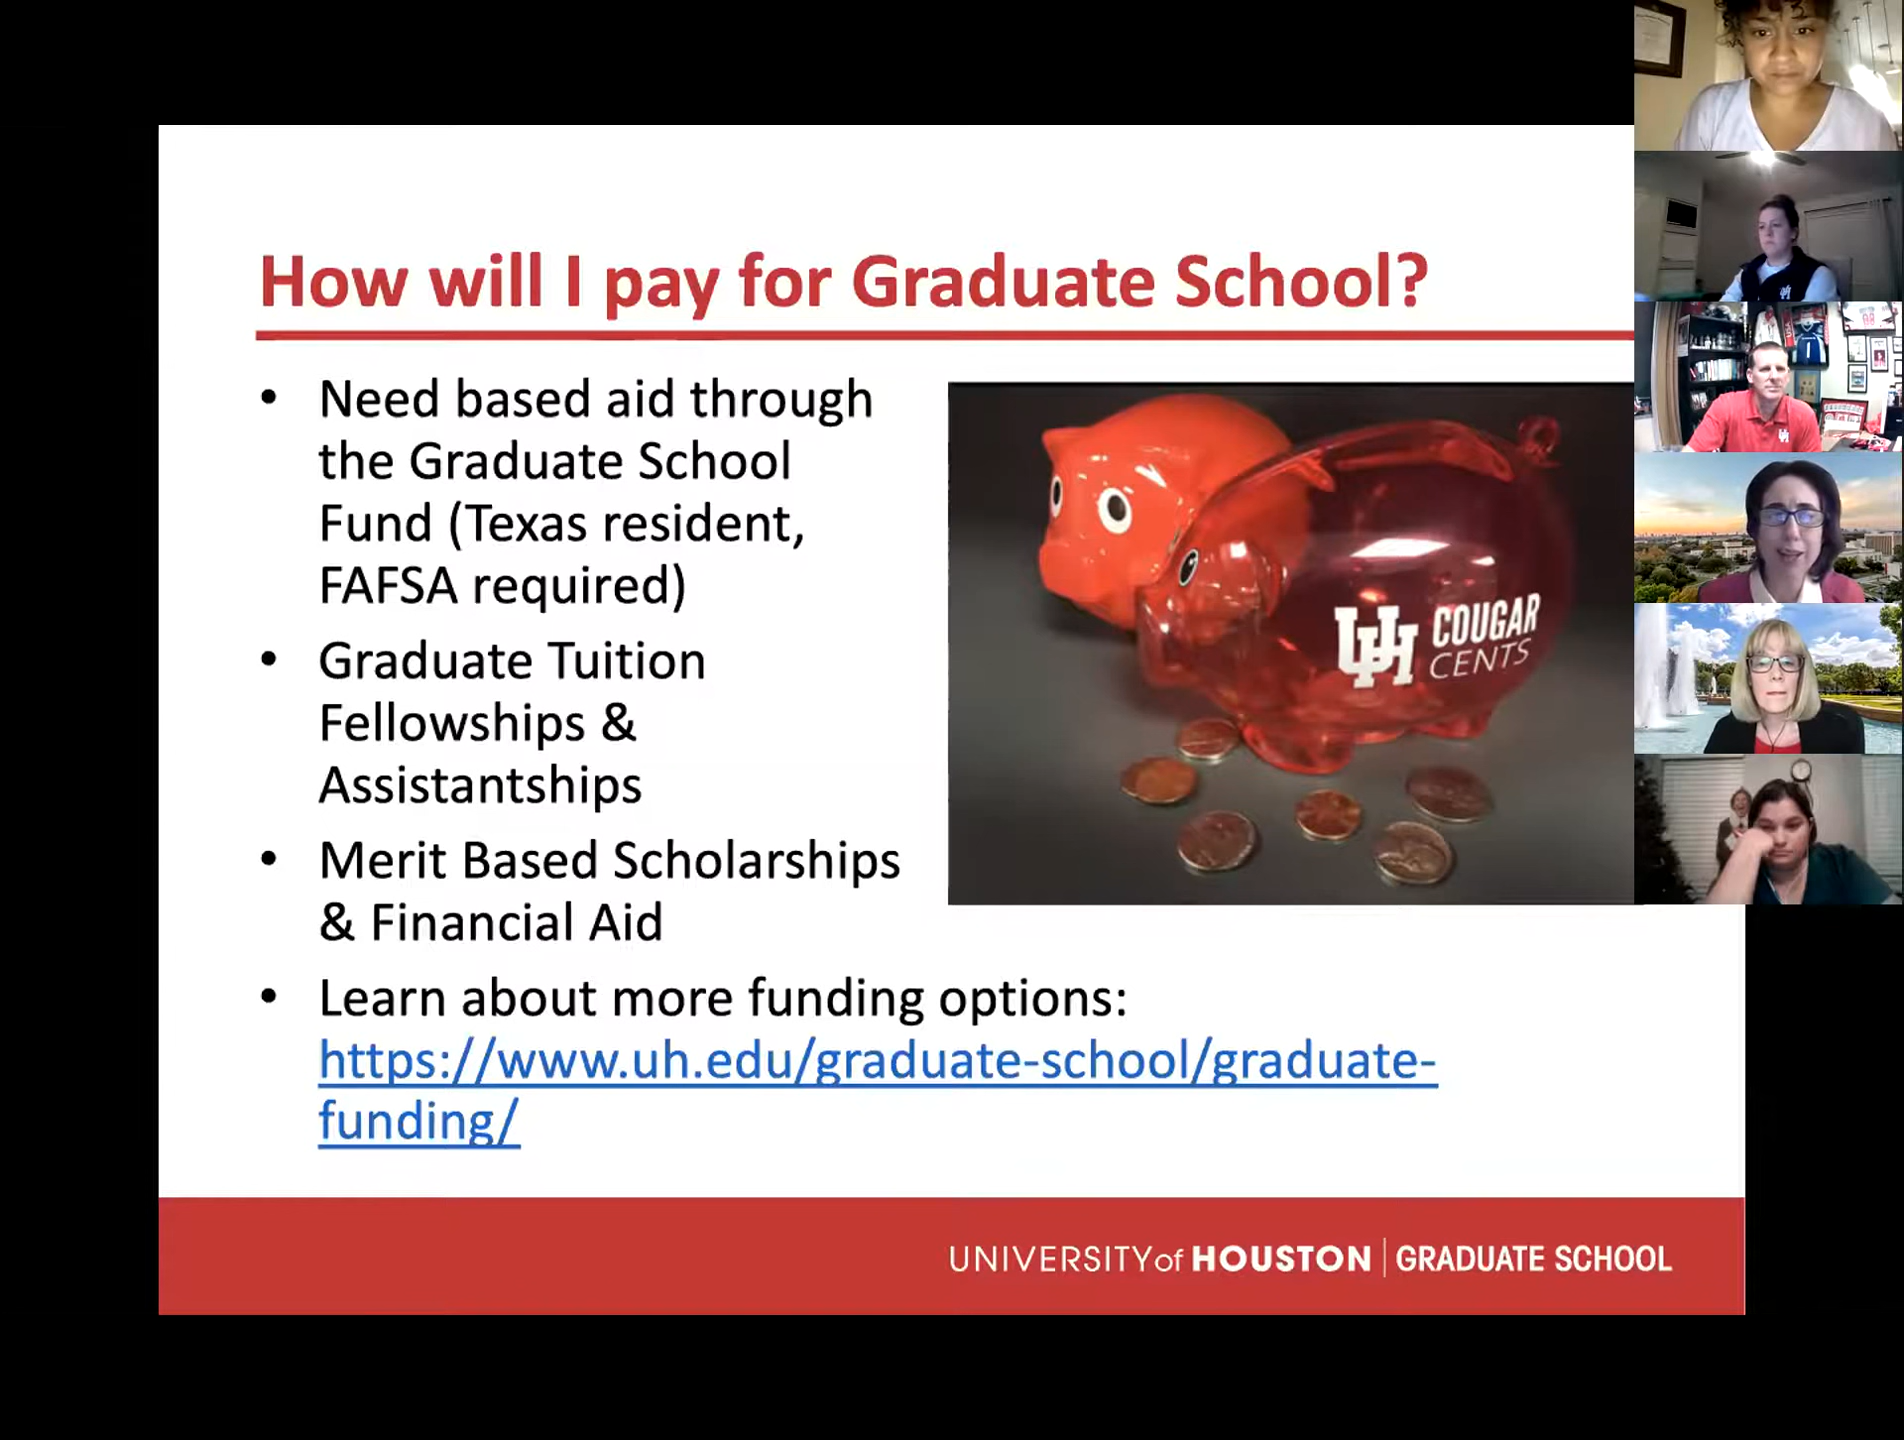 How will I pay for Graduate School?
• Need based aid through
the Graduate School
Fund (Texas resident,
FAFSA required)
• Graduate Tuition
Fellowships &
Assistantships
• Merit Based Scholarships
& Financial Aid
• Learn about more funding options:
https://www.uh.edu/graduate-school/graduate-
funding/
UH COUGAR
CENTS
UNIVERSITY of HOUSTON | GRADUATE SCHOOL